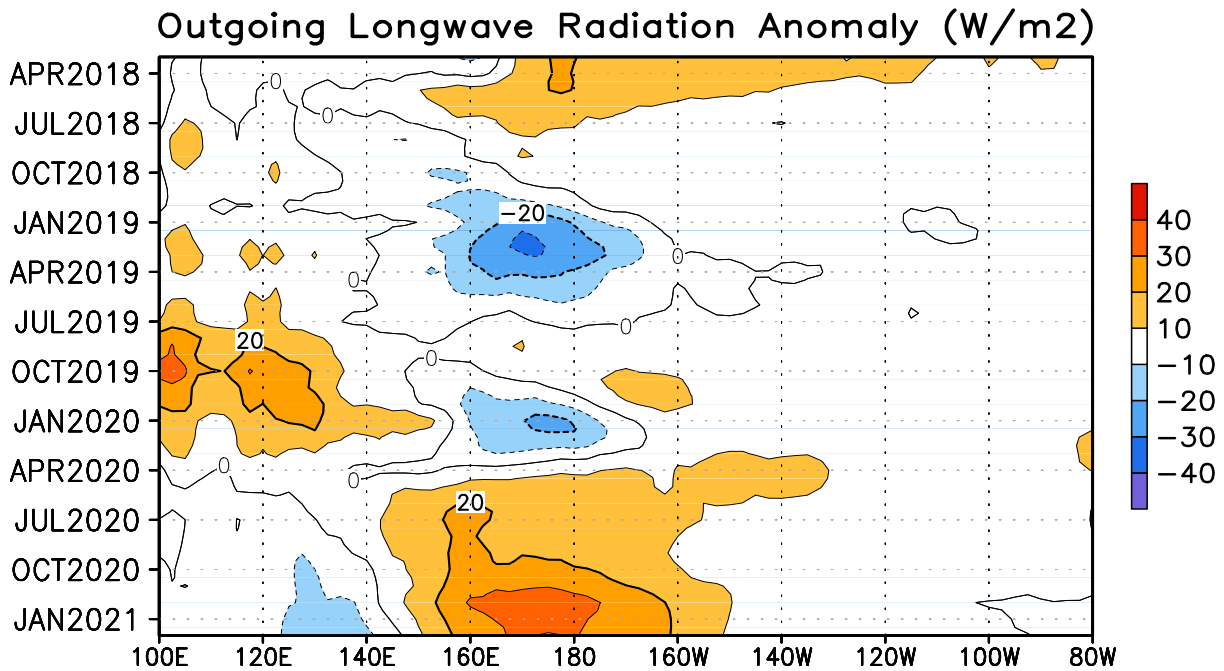 Outgoing Longwave Radiation Anomaly (W/m2)
APR2018
0
0
JUL2018
OCT2018
-20
JAN2019
0
APR2019
0
JUL2019
0
20
0
OCT2019
JAN2020
APR2020
0
0
20
JUL2020
OCT2020
JAN2021
100E 120E 140E 160E 180 160W 140W 120W 100W 80W
40
30
20
10
-10
-20
-30
-40